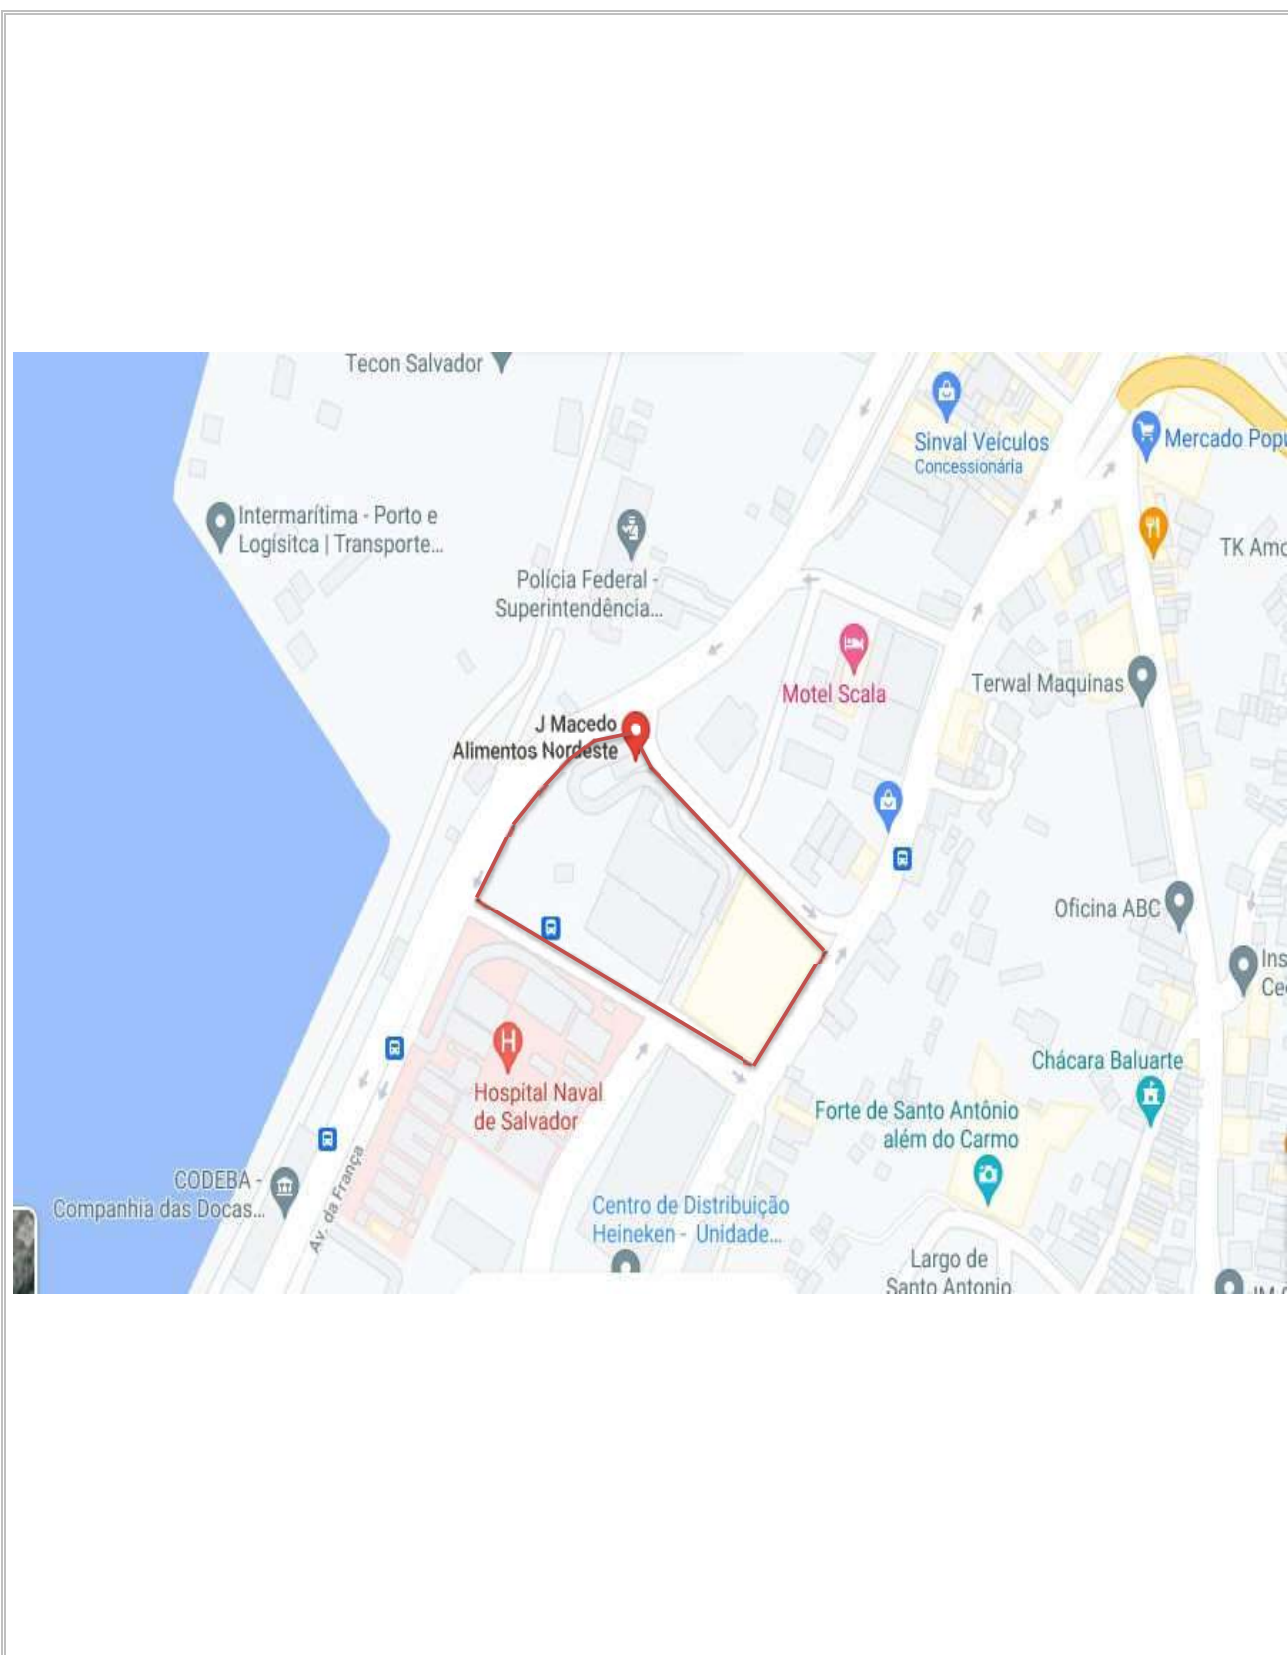 Tecon Salvador
Sinval Veículos
Concessionária
Mercado Popu
Intermarítima - Porto e
Logísitca | Transporte...
TK Amo
Polícia Federal -
Superintendência...
Motel Scala
Terwal Maquinas
J Macedo
Alimentos Nordeste
Oficina ABC
Ins
Ce
H
Hospital Naval
de Salvador
Chácara Baluarte
Forte de Santo Antônio
além do Carmo
CODEBA -
Companhia das Docas...
Av. da França
Centro de Distribuição
Heineken - Unidade...
Largo de
Santo Antonio